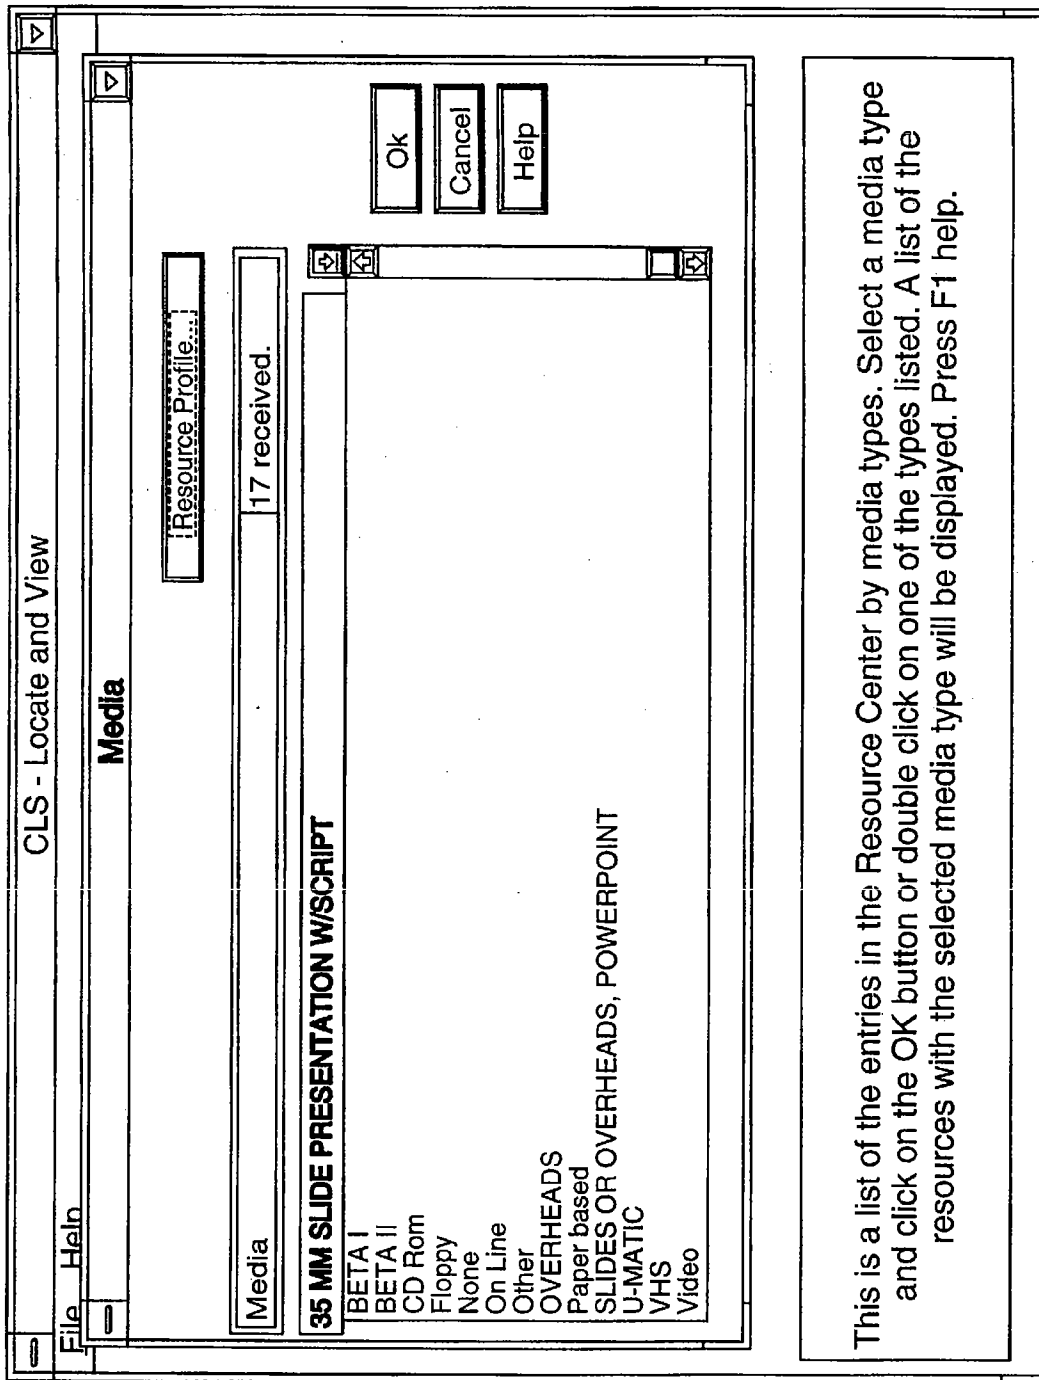 CLS - Locate and View
File Help
Media
Resource Profile...
Media 17 received.
35 MM SLIDE PRESENTATION W/SCRIPT
BETA I
BETA II
CD Rom
Floppy
None
On Line
Other
OVERHEADS
Paper based
SLIDES OR OVERHEADS, POWERPOINT
U-MATIC
VHS
Video
Ok
Cancel
Help
This is a list of the entries in the Resource Center by media types. Select a media type
and click on the OK button or double click on one of the types listed. A list of the
resources with the selected media type will be displayed. Press F1 help.